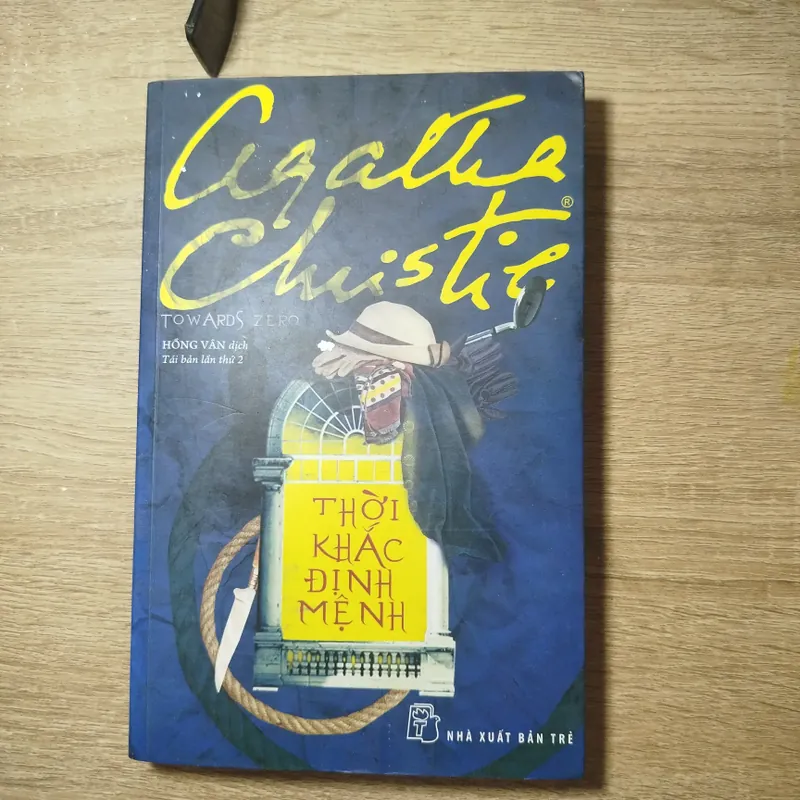 Agatha
Christie®
TOWARDS ZERO
HỒNG VÂN dịch
Tái bản lần thứ 2
THỜI
KHẮC
ĐỊNH
MỆNH
NHÀ XUẤT BẢN TRẺ